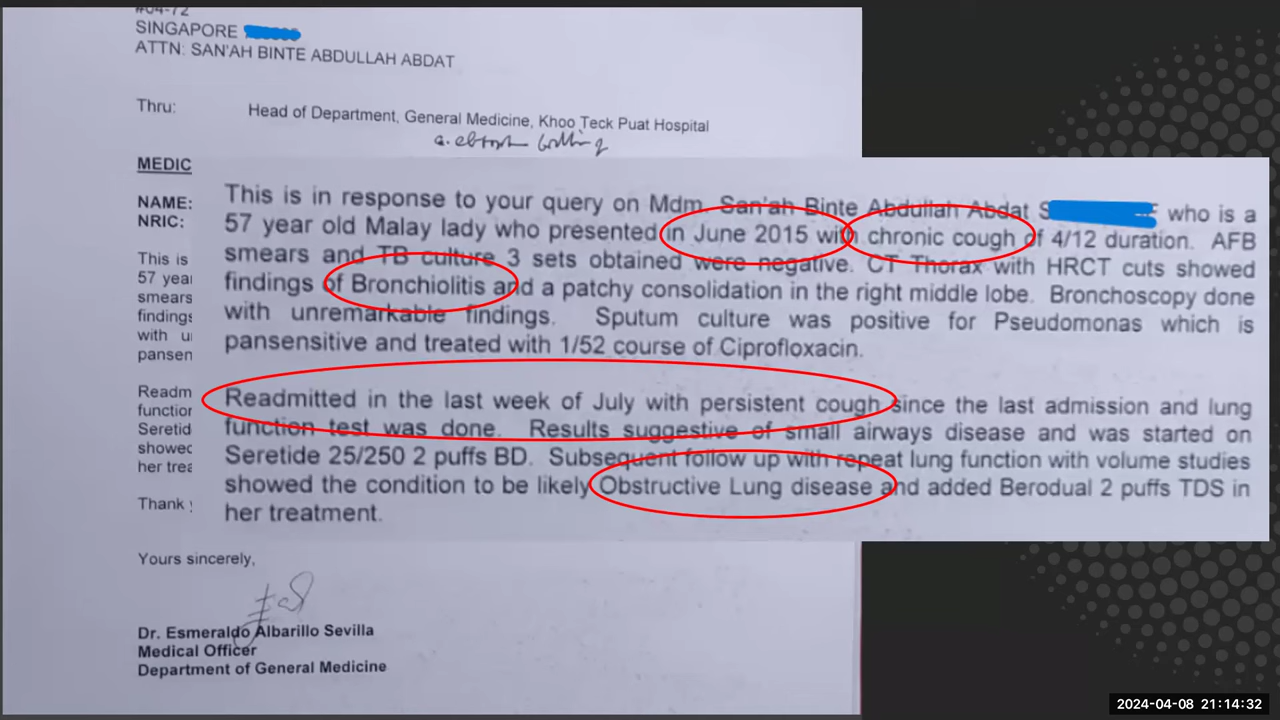 #04-72
SINGAPORE
ATTN: SAN'AH BINTE ABDULLAH ABDAT
Thru: Head of Department, General Medicine, Khoo Teck Puat Hospital
MEDIC
NAME:
NRIC:
This is
57 year
smears
findings
with
pansen
Readm
function
Seretid
showed
her trea
Thank
This is in response to your query on Mdm. San'ah Binte Abdullah Abdat S E who is a
57 year old Malay lady who presented in June 2015 with chronic cough of 4/12 duration. AFB
smears and TB culture 3 sets obtained were negative. CT Thorax with HRCT cuts showed
findings of Bronchiolitis and a patchy consolidation in the right middle lobe. Bronchoscopy done
with unremarkable findings. Sputum culture was positive for Pseudomonas which is
pansensitive and treated with 1/52 course of Ciprofloxacin.
Readmitted in the last week of July with persistent cough since the last admission and lung
function test was done. Results suggestive of small airways disease and was started on
Seretide 25/250 2 puffs BD. Subsequent follow up with repeat lung function with volume studies
showed the condition to be likely Obstructive Lung disease and added Berodual 2 puffs TDS in
her treatment.
Yours sincerely,
Dr. Esmeraldo Albarillo Sevilla
Medical Officer
Department of General Medicine
2024-04-08 21:14:32